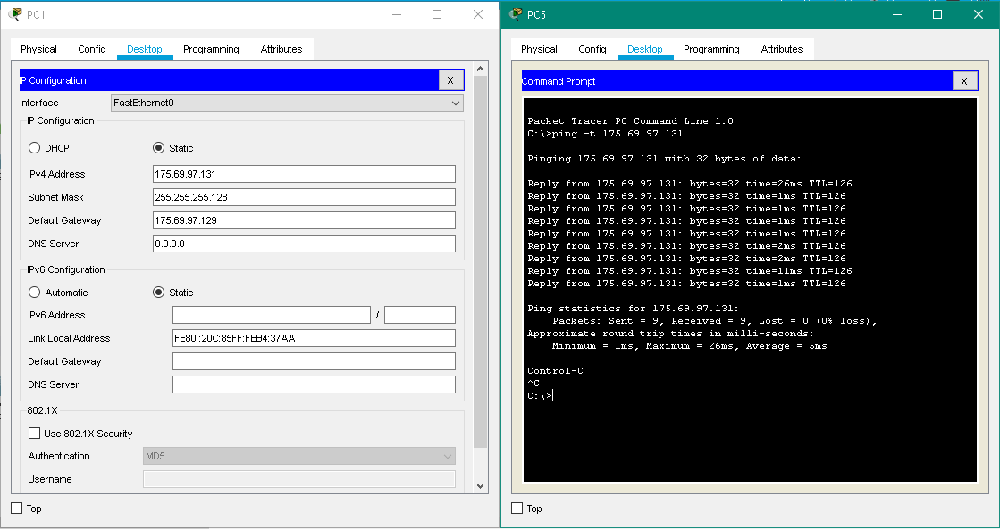 PC1
Physical Config Desktop Programming Attributes
IP Configuration X
Interface FastEthernet0
IP Configuration
DHCP Static
IPv4 Address 175.69.97.131
Subnet Mask 255.255.255.128
Default Gateway 175.69.97.129
DNS Server 0.0.0.0
IPv6 Configuration
Automatic Static
IPv6 Address /
Link Local Address FE80::20C:85FF:FEB4:37AA
Default Gateway
DNS Server
802.1X
Use 802.1X Security
Authentication MD5
Username
Top
PC5
Physical Config Desktop Programming Attributes
Command Prompt X
Packet Tracer PC Command Line 1.0
C:\>ping -t 175.69.97.131
Pinging 175.69.97.131 with 32 bytes of data:
Reply from 175.69.97.131: bytes=32 time=26ms TTL=126
Reply from 175.69.97.131: bytes=32 time=1ms TTL=126
Reply from 175.69.97.131: bytes=32 time=1ms TTL=126
Reply from 175.69.97.131: bytes=32 time=1ms TTL=126
Reply from 175.69.97.131: bytes=32 time=1ms TTL=126
Reply from 175.69.97.131: bytes=32 time=2ms TTL=126
Reply from 175.69.97.131: bytes=32 time=2ms TTL=126
Reply from 175.69.97.131: bytes=32 time=11ms TTL=126
Reply from 175.69.97.131: bytes=32 time=1ms TTL=126
Ping statistics for 175.69.97.131:
Packets: Sent = 9, Received = 9, Lost = 0 (0% loss),
Approximate round trip times in milli-seconds:
Minimum = 1ms, Maximum = 26ms, Average = 5ms
Control-C
^C
C:\>
Top